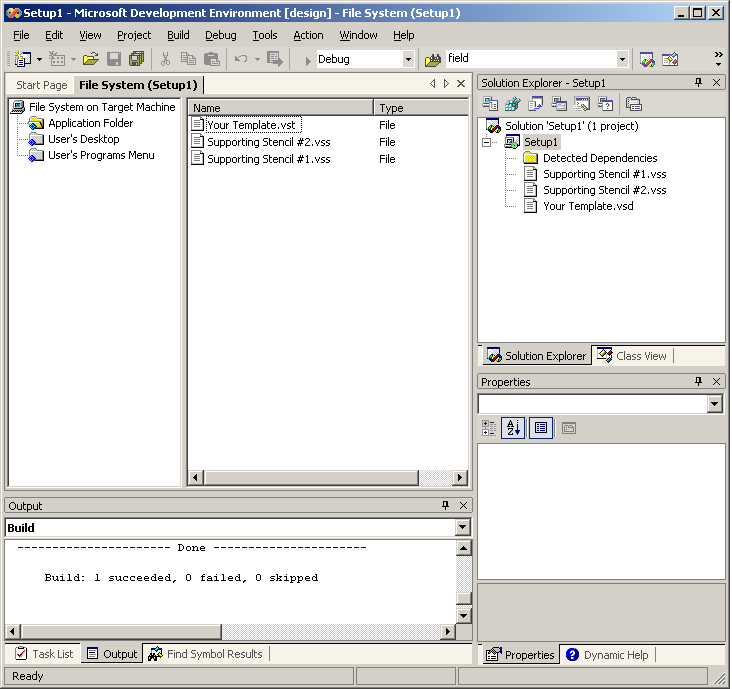 Setup1 - Microsoft Development Environment [design] - File System (Setup1)
File Edit View Project Build Debug Tools Action Window Help
Debug field
Start Page File System (Setup1)
File System on Target Machine
Application Folder
User's Desktop
User's Programs Menu
Name Type
Your Template.vst File
Supporting Stencil #2.vss File
Supporting Stencil #1.vss File
Solution Explorer - Setup1
Solution 'Setup1' (1 project)
Setup1
Detected Dependencies
Supporting Stencil #1.vss
Supporting Stencil #2.vss
Your Template.vsd
Solution Explorer Class View
Properties
Output
Build
---------------------- Done ----------------------
Build: 1 succeeded, 0 failed, 0 skipped
Task List Output Find Symbol Results
Properties Dynamic Help
Ready